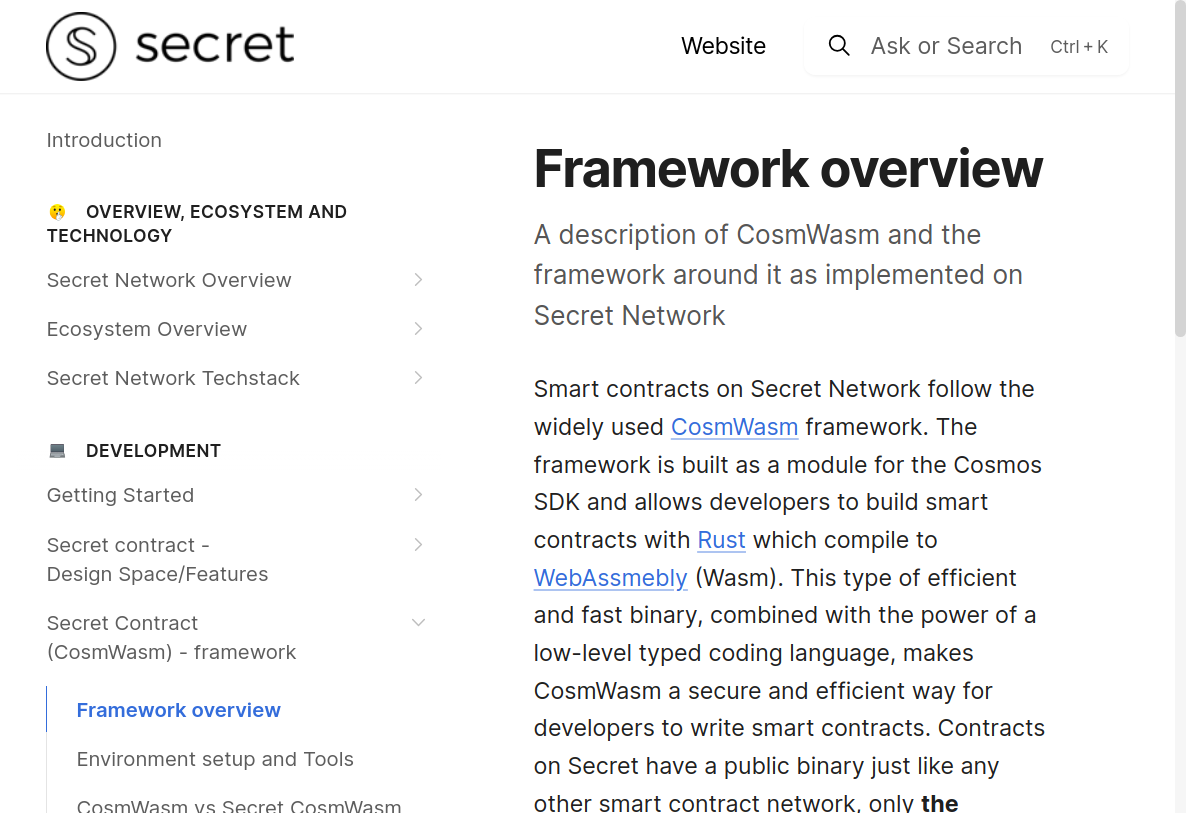 secret
Website
Ask or Search Ctrl + K
Introduction
OVERVIEW, ECOSYSTEM AND
TECHNOLOGY
Secret Network Overview
Ecosystem Overview
Secret Network Techstack
DEVELOPMENT
Getting Started
Secret contract -
Design Space/Features
Secret Contract
(CosmWasm) - framework
Framework overview
Environment setup and Tools
CosmWasm vs Secret CosmWasm
Framework overview
A description of CosmWasm and the
framework around it as implemented on
Secret Network
Smart contracts on Secret Network follow the
widely used CosmWasm framework. The
framework is built as a module for the Cosmos
SDK and allows developers to build smart
contracts with Rust which compile to
WebAssmebly (Wasm). This type of efficient
and fast binary, combined with the power of a
low-level typed coding language, makes
CosmWasm a secure and efficient way for
developers to write smart contracts. Contracts
on Secret have a public binary just like any
other smart contract network, only the